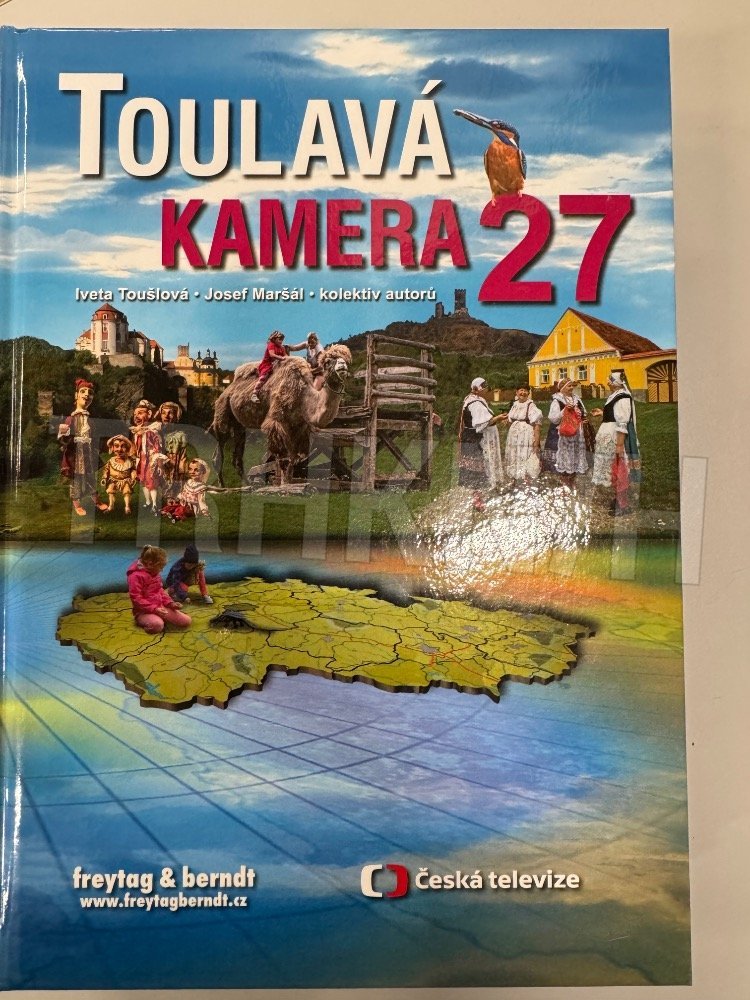 TOULAVÁ
KAMERA 27
Iveta Toušlová • Josef Maršál • kolektiv autorů
freytag & berndt
www.freytagberndt.cz
Česká televize